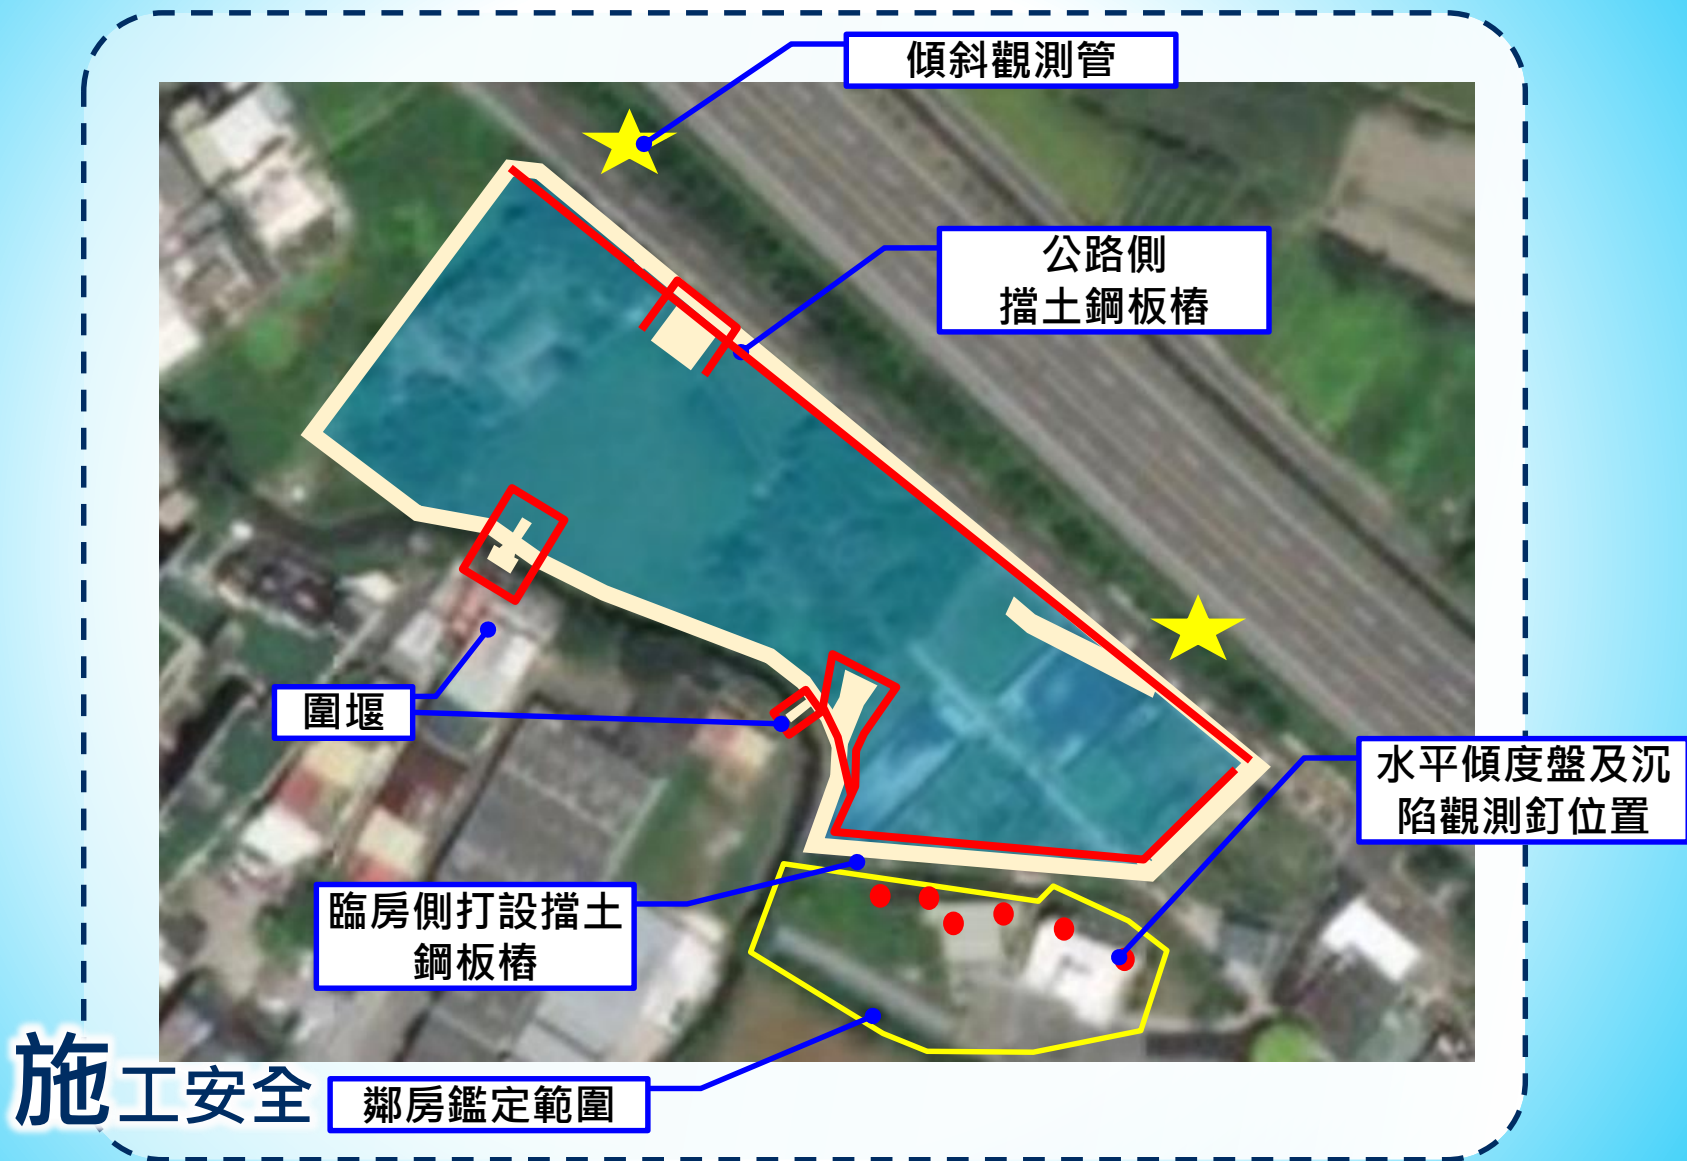 傾斜觀測管
公路側
擋土鋼板樁
圍堰
水平傾度盤及沉
陷觀測釘位置
臨房側打設擋土
鋼板樁
鄰房鑑定範圍
施工安全